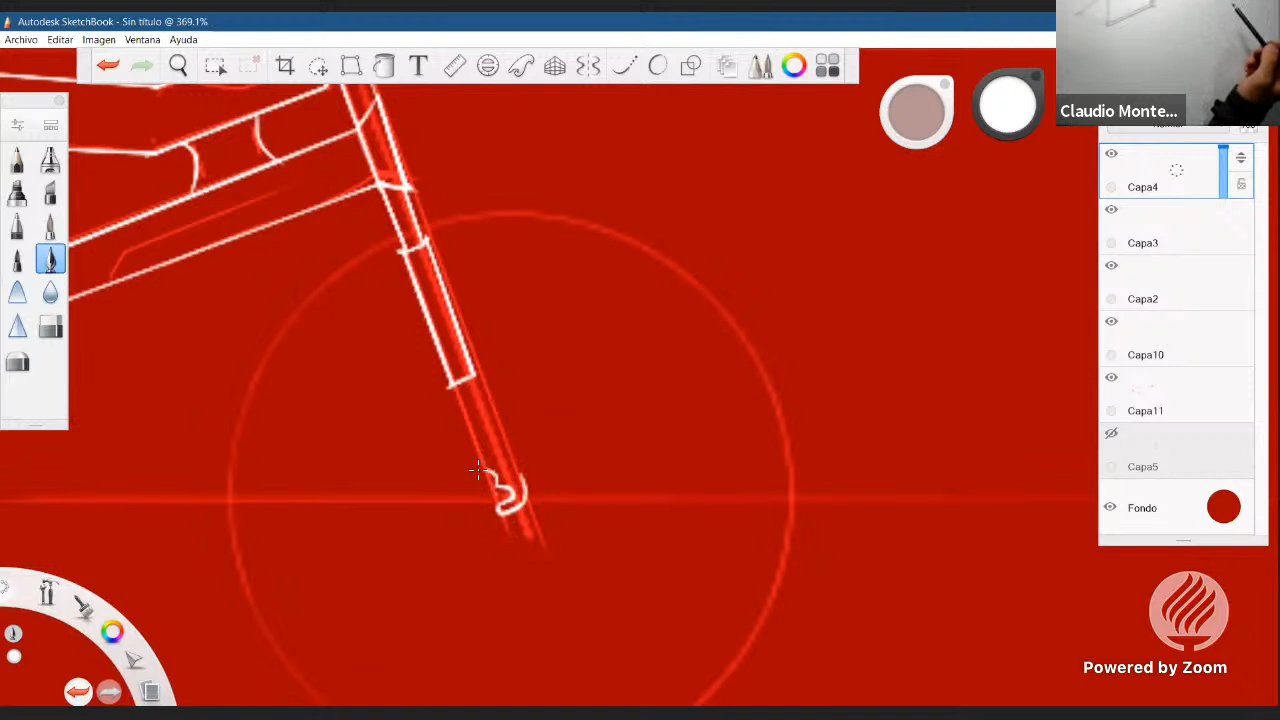 Autodesk SketchBook - Sin título @ 369.1%
Archivo Editar Imagen Ventana Ayuda
Claudio Monte...
Capa4
Capa3
Capa2
Capa10
Capa11
Capa5
Fondo
Powered by Zoom